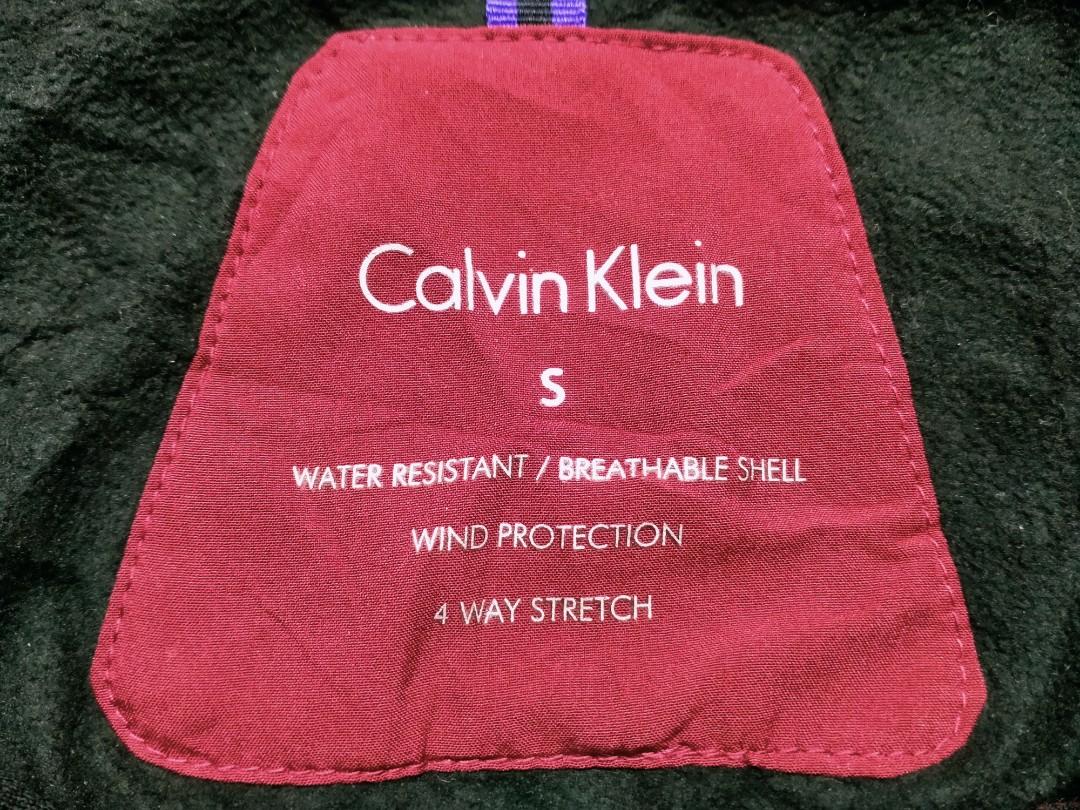 Calvin Klein
S
WATER RESISTANT / BREATHABLE SHELL
WIND PROTECTION
4 WAY STRETCH